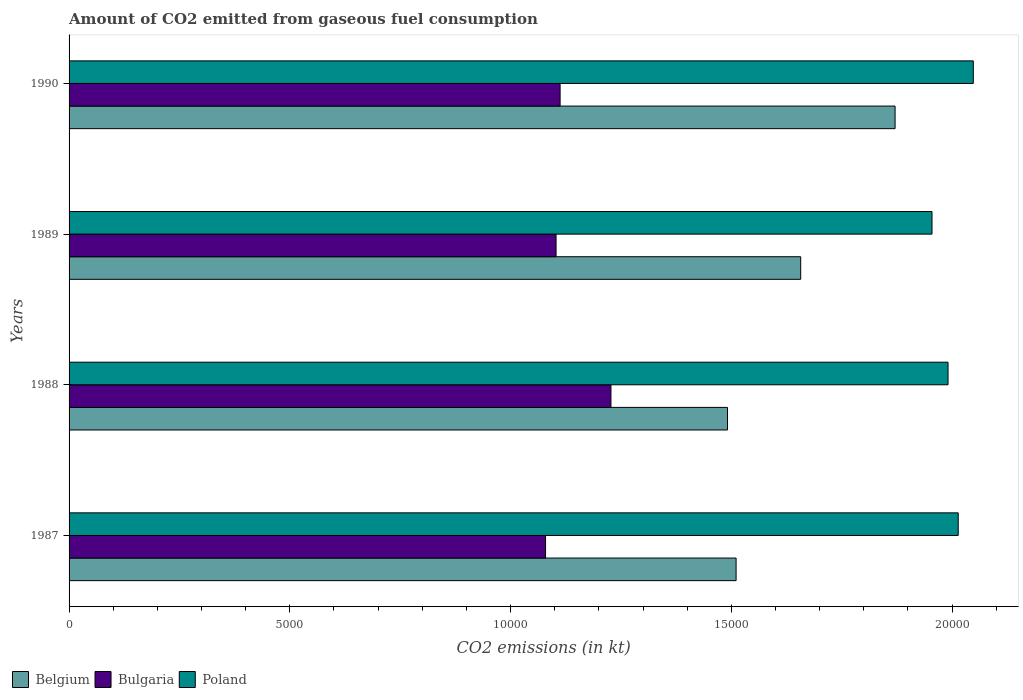 Amount of CO2 emitted from gaseous fuel consumption
1990
1989
1988
1987
Years
0
5000
10000
15000
20000
CO2 emissions (in kt)
Belgium
Bulgaria
Poland